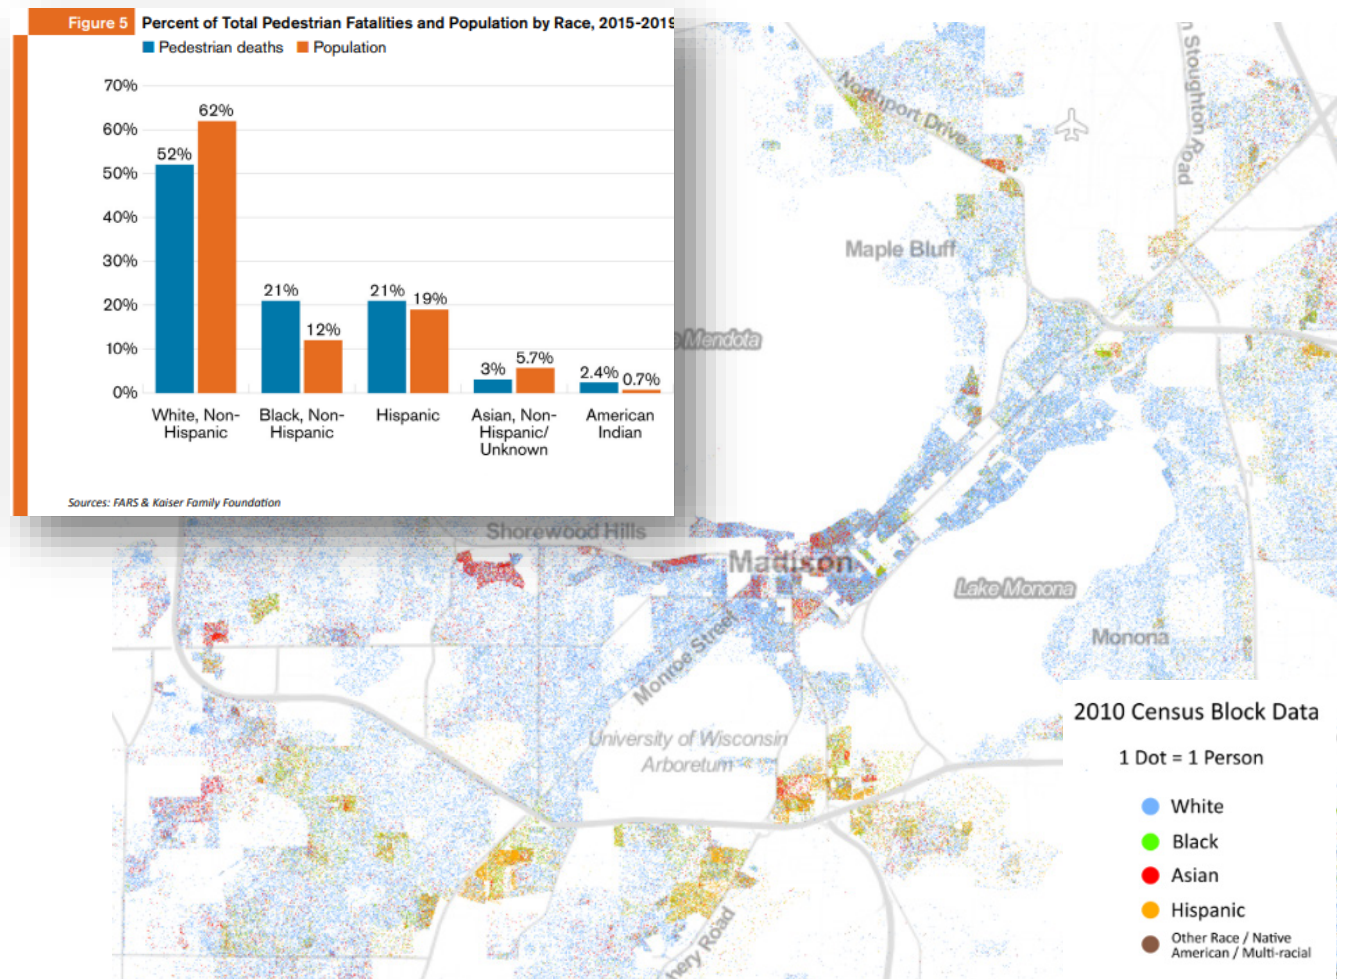 Figure 5 Percent of Total Pedestrian Fatalities and Population by Race, 2015-2019
Pedestrian deaths Population
70%
60%
50%
40%
30%
20%
10%
0%
52%
62%
21%
12%
21%
19%
3%
5.7%
2.4%
0.7%
White, Non-
Hispanic
Black, Non-
Hispanic
Hispanic
Asian, Non-
Hispanic/
Unknown
American
Indian
Sources: FARS & Kaiser Family Foundation
Northport Drive
Stoughton Road
Maple Bluff
Mendota
Shorewood Hills
Madison
Lake Monona
Monona
Monroe Street
University of Wisconsin
Arboretum
Road
2010 Census Block Data
1 Dot = 1 Person
White
Black
Asian
Hispanic
Other Race / Native
American / Multi-racial